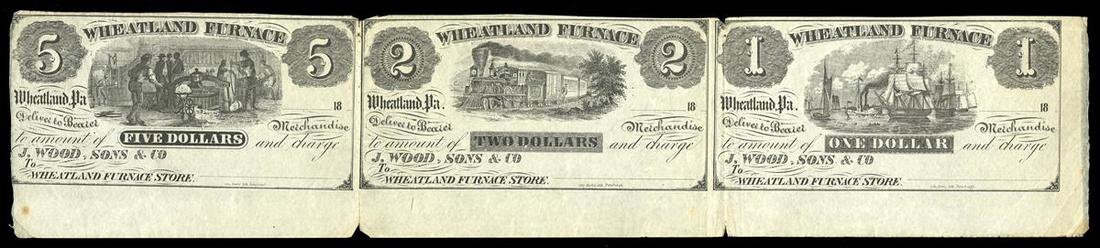 5 WHEATLAND FURNACE 5
Wheatland, Pa. 18
Deliver to Bearer Merchandise
to amount of FIVE DOLLARS and charge
J. WOOD, SONS & CO
To
WHEATLAND FURNACE STORE.
2 WHEATLAND FURNACE 2
Wheatland, Pa. 18
Deliver to Bearer Merchandise
to amount of TWO DOLLARS and charge
J. WOOD, SONS & CO
To
WHEATLAND FURNACE STORE.
1 WHEATLAND FURNACE 1
Wheatland, Pa. 18
Deliver to Bearer Merchandise
to amount of ONE DOLLAR and charge
J. WOOD, SONS & CO
To
WHEATLAND FURNACE STORE.